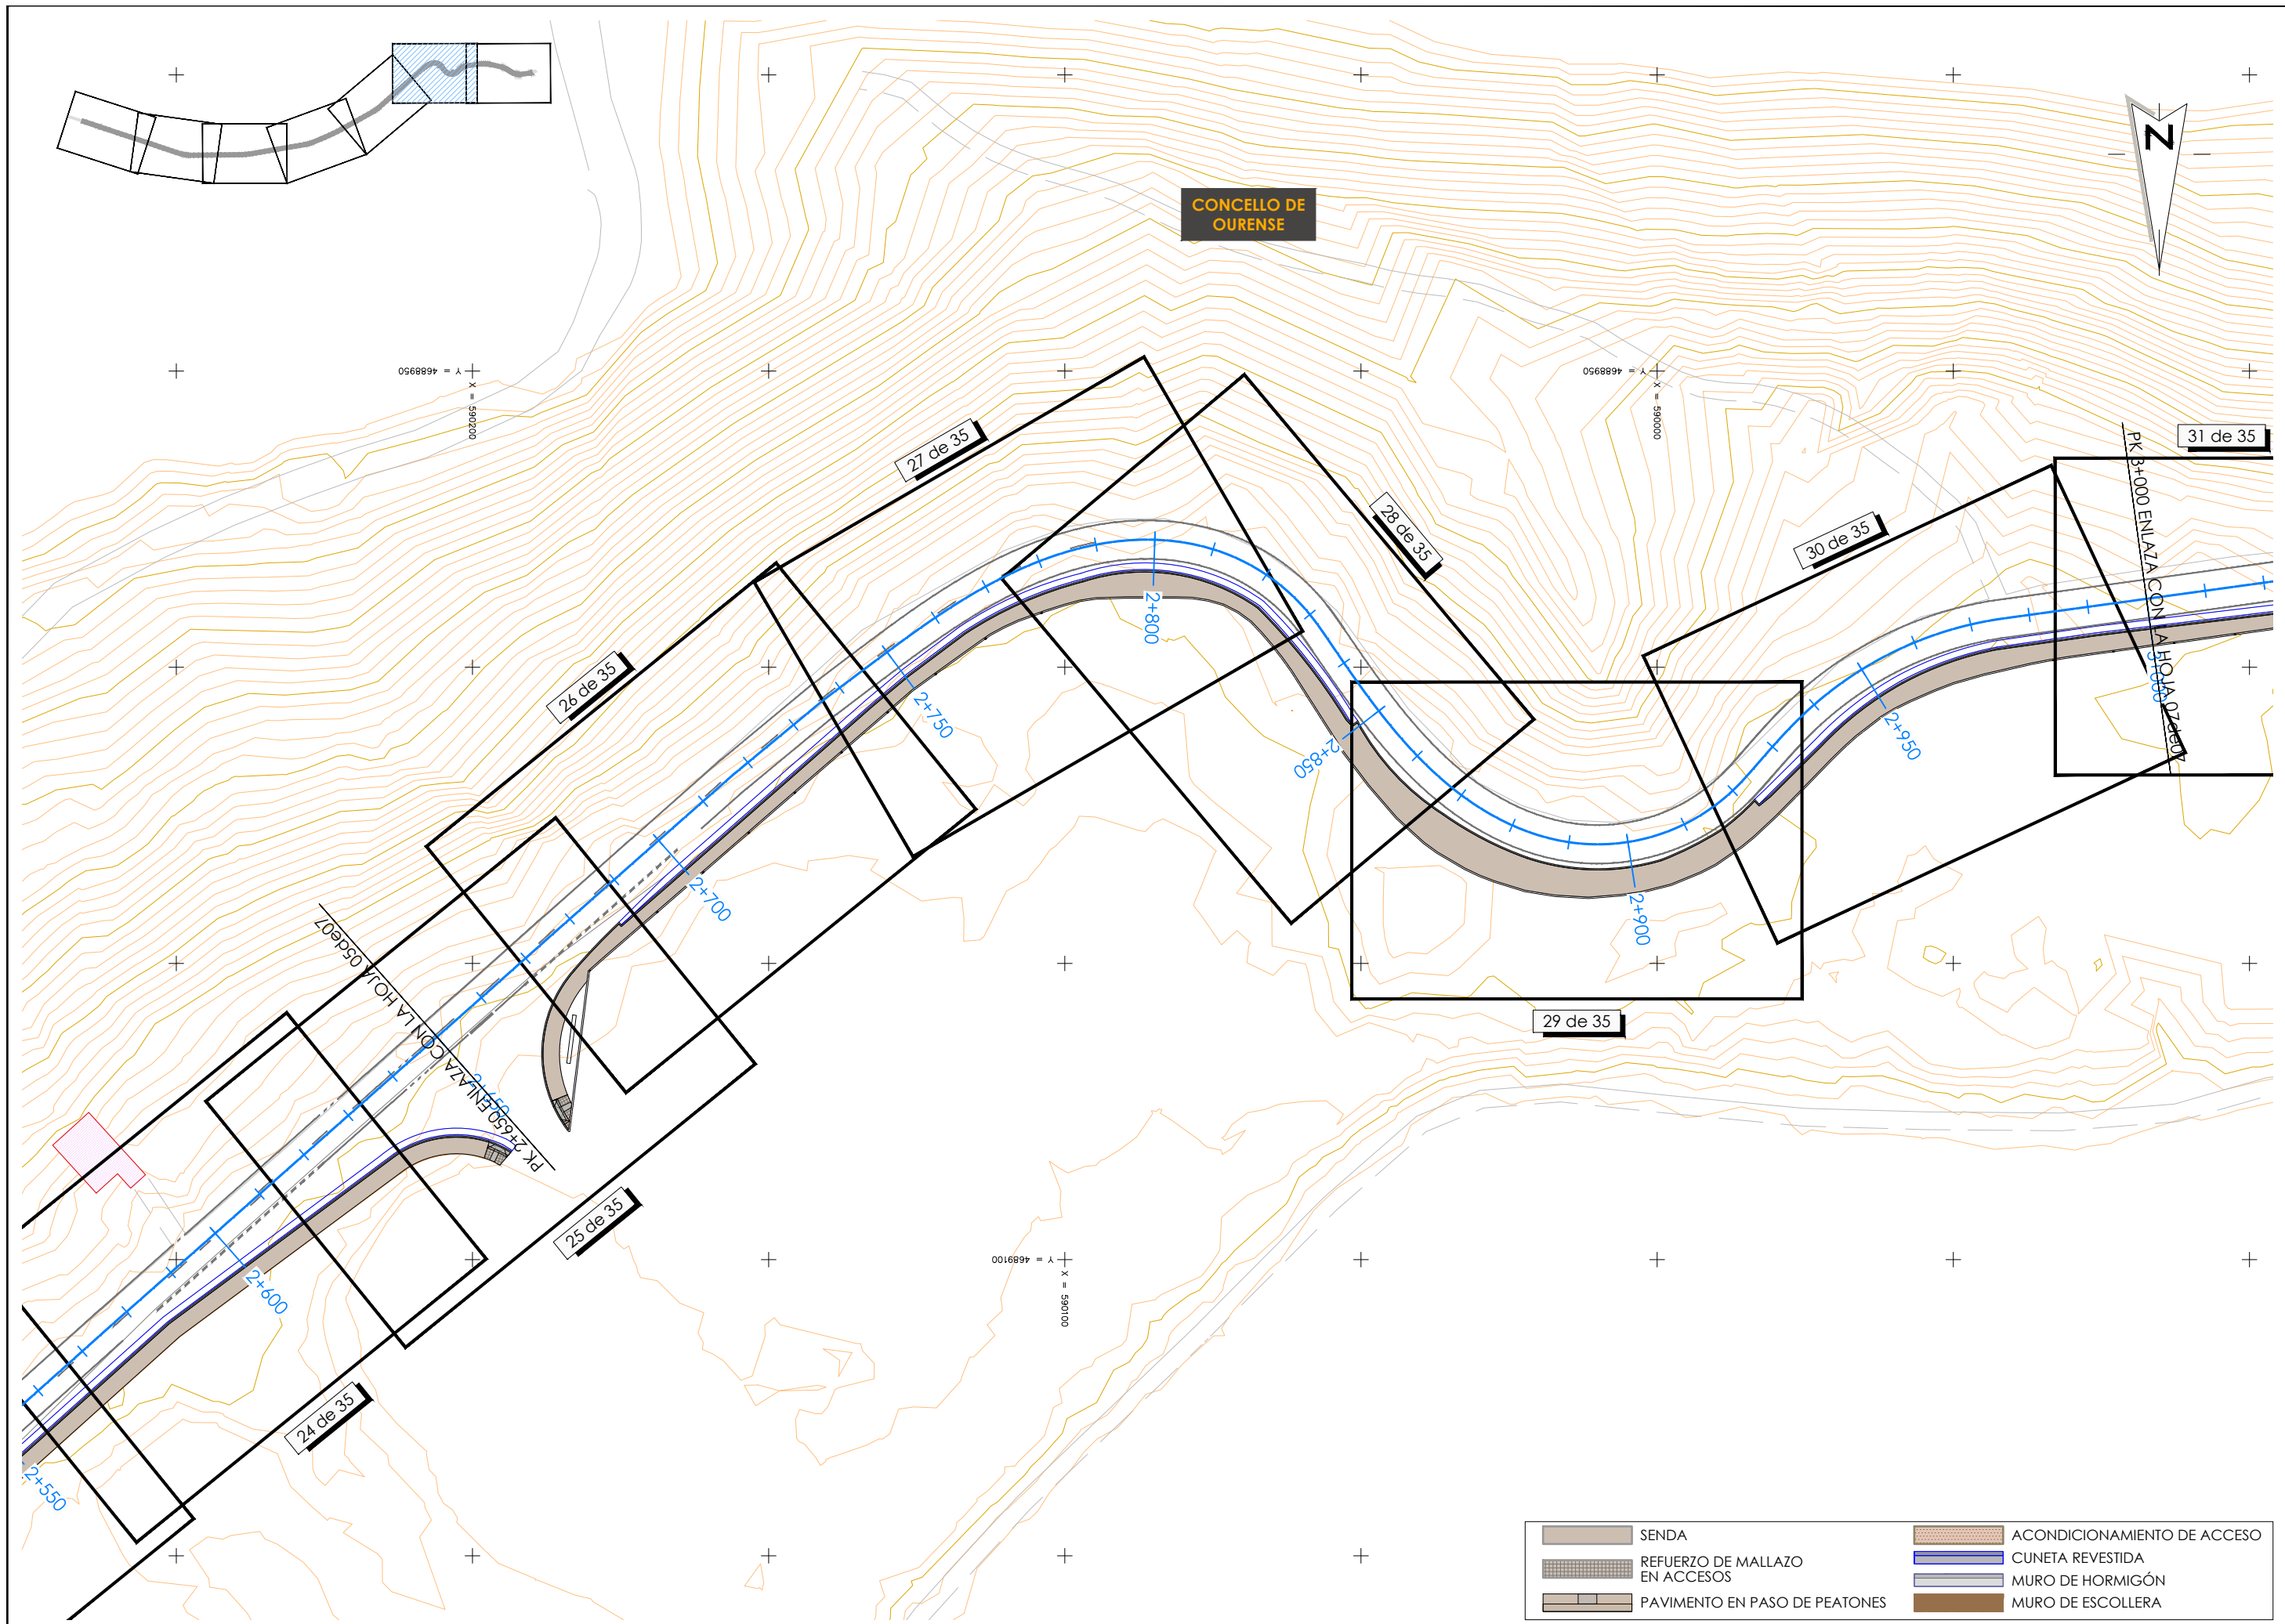 CONCELLO DE
OURENSE
N
Y = 4688950
X = 590200
Y = 4688950
X = 590000
Y = 4689100
X = 590100
31 de 35
PK 3+000 ENLAZA CON LA HOJA 07de07
27 de 35
28 de 35
30 de 35
26 de 35
29 de 35
25 de 35
24 de 35
PK 2+650 ENLAZA CON LA HOJA 05de07
2+550
2+600
2+650
2+700
2+750
2+800
2+850
2+900
2+950
3+000
SENDA
REFUERZO DE MALLAZO
EN ACCESOS
PAVIMENTO EN PASO DE PEATONES
ACONDICIONAMIENTO DE ACCESO
CUNETA REVESTIDA
MURO DE HORMIGÓN
MURO DE ESCOLLERA